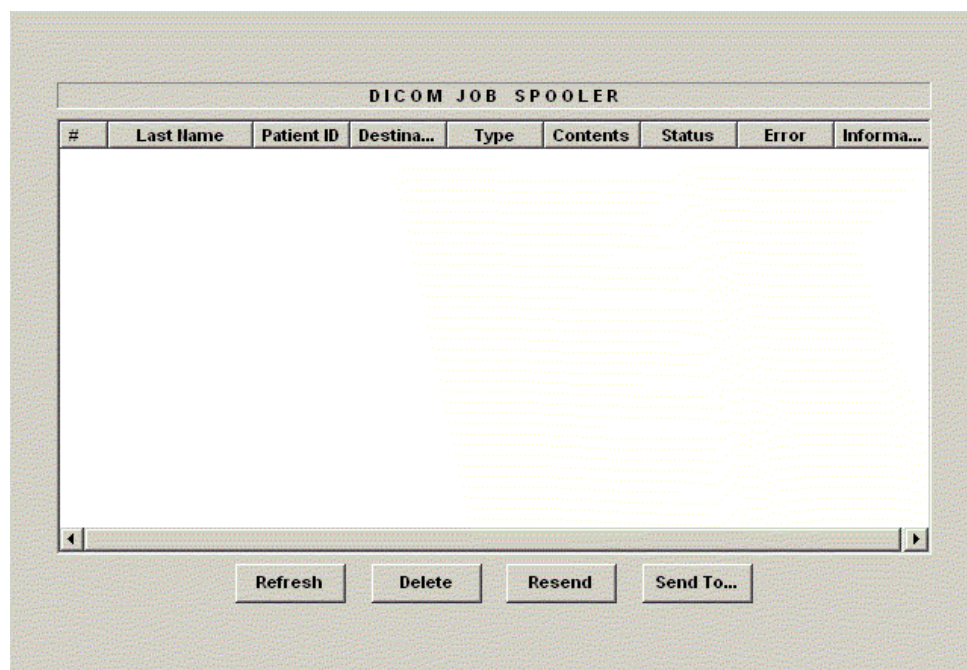 DICOM JOB SPOOLER
# Last Name Patient ID Destina... Type Contents Status Error Informa...
Refresh Delete Resend Send To...